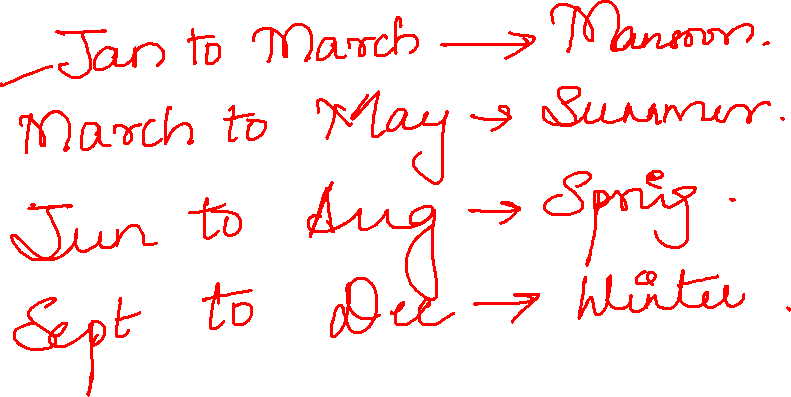 Jan to March → Mansoon.
March to May → Summer.
Jun to Aug → Sprig.
Sept to Dec → Winter.